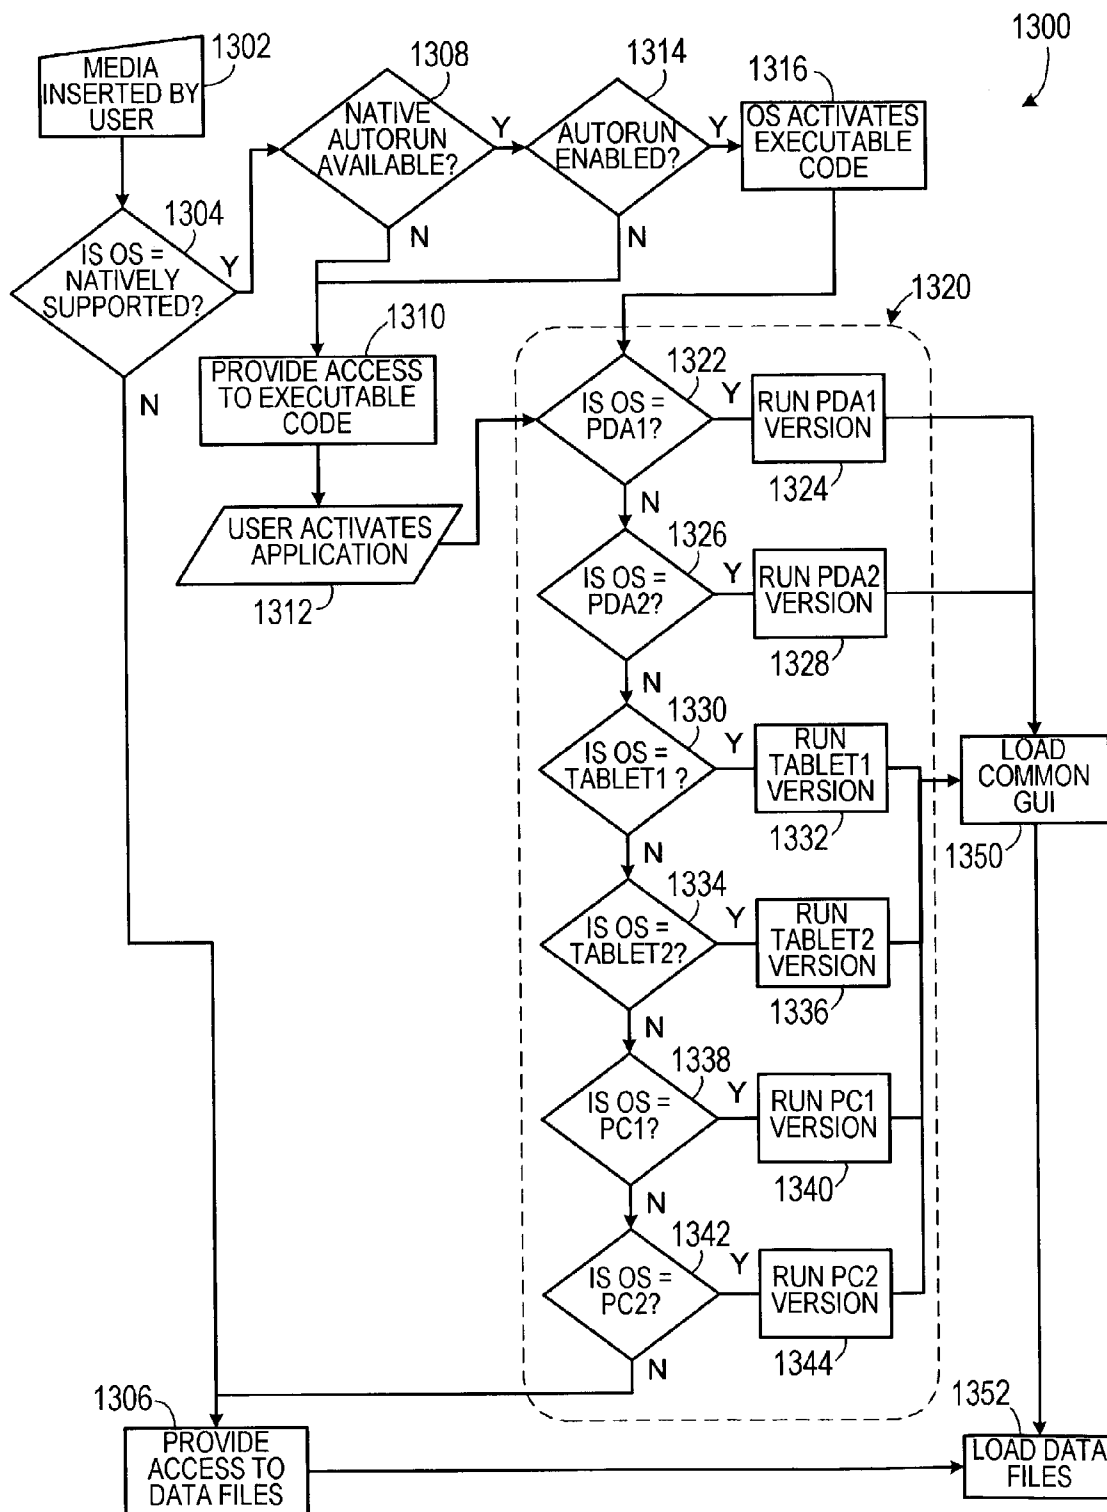 1300
1302
MEDIA
INSERTED BY
USER
1304
IS OS =
NATIVELY
SUPPORTED?
Y
N
1308
NATIVE
AUTORUN
AVAILABLE?
Y
N
1314
AUTORUN
ENABLED?
Y
N
1316
OS ACTIVATES
EXECUTABLE
CODE
1310
PROVIDE ACCESS
TO EXECUTABLE
CODE
USER ACTIVATES
APPLICATION
1312
1320
1322
IS OS =
PDA1?
Y
N
RUN PDA1
VERSION
1324
1326
IS OS =
PDA2?
Y
N
RUN PDA2
VERSION
1328
1330
IS OS =
TABLET1 ?
Y
N
RUN
TABLET1
VERSION
1332
1334
IS OS =
TABLET2?
Y
N
RUN
TABLET2
VERSION
1336
1338
IS OS =
PC1?
Y
N
RUN PC1
VERSION
1340
1342
IS OS =
PC2?
Y
N
RUN PC2
VERSION
1344
LOAD
COMMON
GUI
1350
1306
PROVIDE
ACCESS TO
DATA FILES
1352
LOAD DATA
FILES